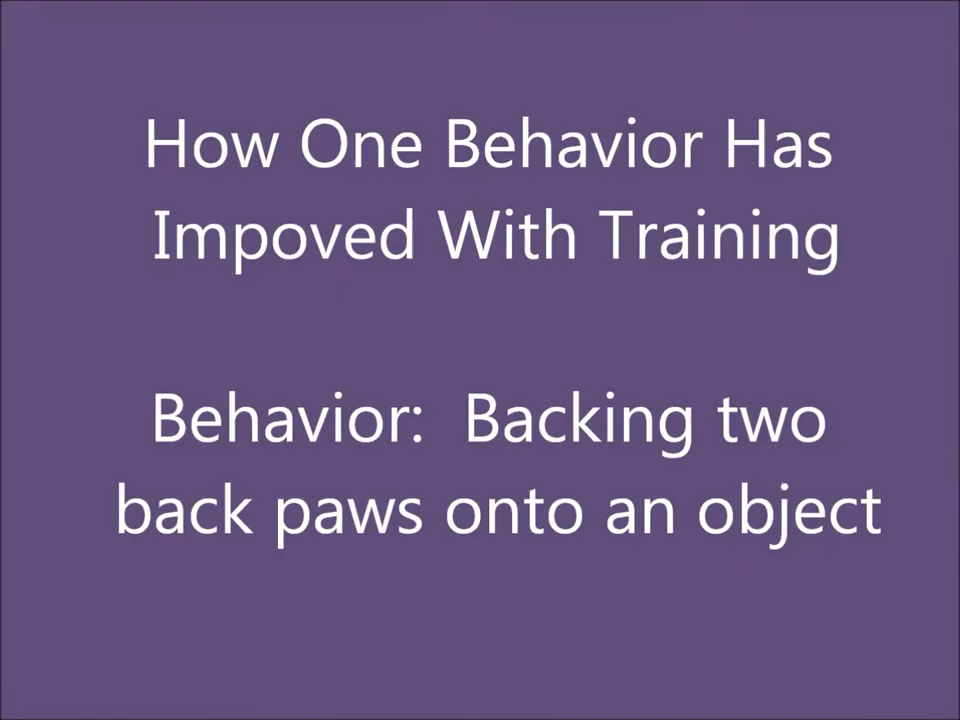 How One Behavior Has
Impoved With Training
Behavior:  Backing two
back paws onto an object